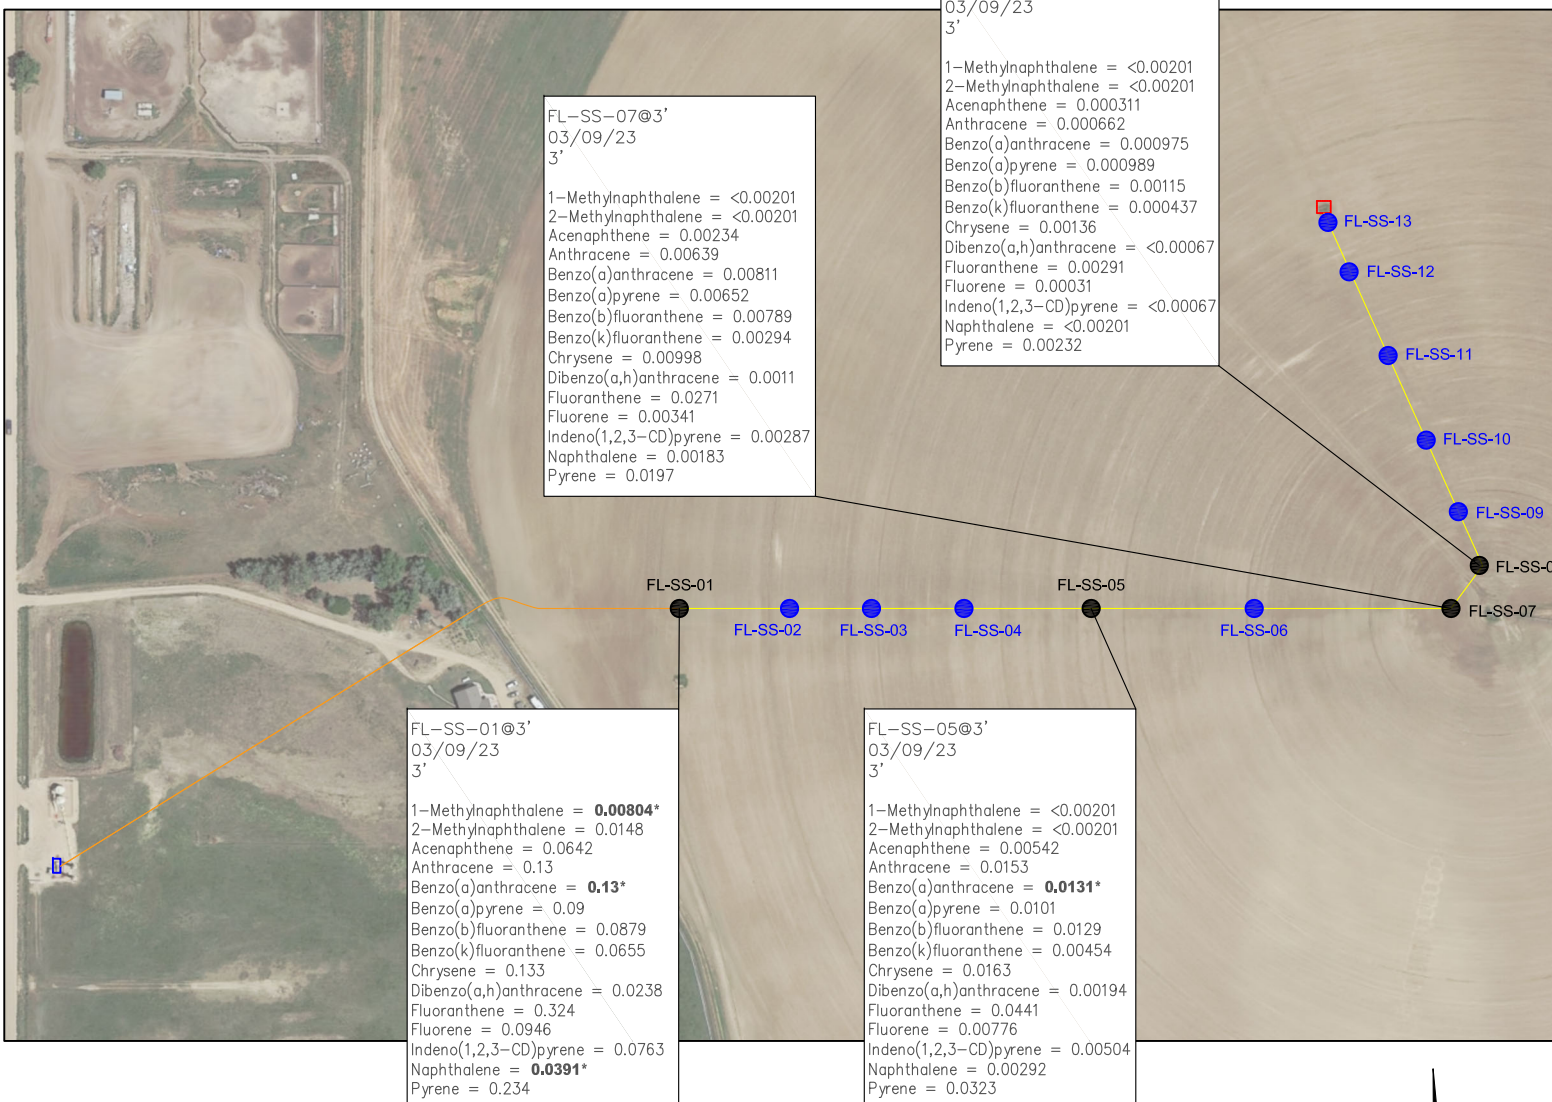 03/09/23
3'
1-Methylnaphthalene = <0.00201
2-Methylnaphthalene = <0.00201
Acenaphthene = 0.000311
Anthracene = 0.000662
Benzo(a)anthracene = 0.000975
Benzo(a)pyrene = 0.000989
Benzo(b)fluoranthene = 0.00115
Benzo(k)fluoranthene = 0.000437
Chrysene = 0.00136
Dibenzo(a,h)anthracene = <0.00067
Fluoranthene = 0.00291
Fluorene = 0.00031
Indeno(1,2,3-CD)pyrene = <0.00067
Naphthalene = <0.00201
Pyrene = 0.00232
FL-SS-07@3'
03/09/23
3'
1-Methylnaphthalene = <0.00201
2-Methylnaphthalene = <0.00201
Acenaphthene = 0.00234
Anthracene = 0.00639
Benzo(a)anthracene = 0.00811
Benzo(a)pyrene = 0.00652
Benzo(b)fluoranthene = 0.00789
Benzo(k)fluoranthene = 0.00294
Chrysene = 0.00998
Dibenzo(a,h)anthracene = 0.0011
Fluoranthene = 0.0271
Fluorene = 0.00341
Indeno(1,2,3-CD)pyrene = 0.00287
Naphthalene = 0.00183
Pyrene = 0.0197
FL-SS-13
FL-SS-12
FL-SS-11
FL-SS-10
FL-SS-09
FL-SS-0
FL-SS-07
FL-SS-01
FL-SS-02
FL-SS-03
FL-SS-04
FL-SS-05
FL-SS-06
FL-SS-01@3'
03/09/23
3'
1-Methylnaphthalene = 0.00804*
2-Methylnaphthalene = 0.0148
Acenaphthene = 0.0642
Anthracene = 0.13
Benzo(a)anthracene = 0.13*
Benzo(a)pyrene = 0.09
Benzo(b)fluoranthene = 0.0879
Benzo(k)fluoranthene = 0.0655
Chrysene = 0.133
Dibenzo(a,h)anthracene = 0.0238
Fluoranthene = 0.324
Fluorene = 0.0946
Indeno(1,2,3-CD)pyrene = 0.0763
Naphthalene = 0.0391*
Pyrene = 0.234
FL-SS-05@3'
03/09/23
3'
1-Methylnaphthalene = <0.00201
2-Methylnaphthalene = <0.00201
Acenaphthene = 0.00542
Anthracene = 0.0153
Benzo(a)anthracene = 0.0131*
Benzo(a)pyrene = 0.0101
Benzo(b)fluoranthene = 0.0129
Benzo(k)fluoranthene = 0.00454
Chrysene = 0.0163
Dibenzo(a,h)anthracene = 0.00194
Fluoranthene = 0.0441
Fluorene = 0.00776
Indeno(1,2,3-CD)pyrene = 0.00504
Naphthalene = 0.00292
Pyrene = 0.0323